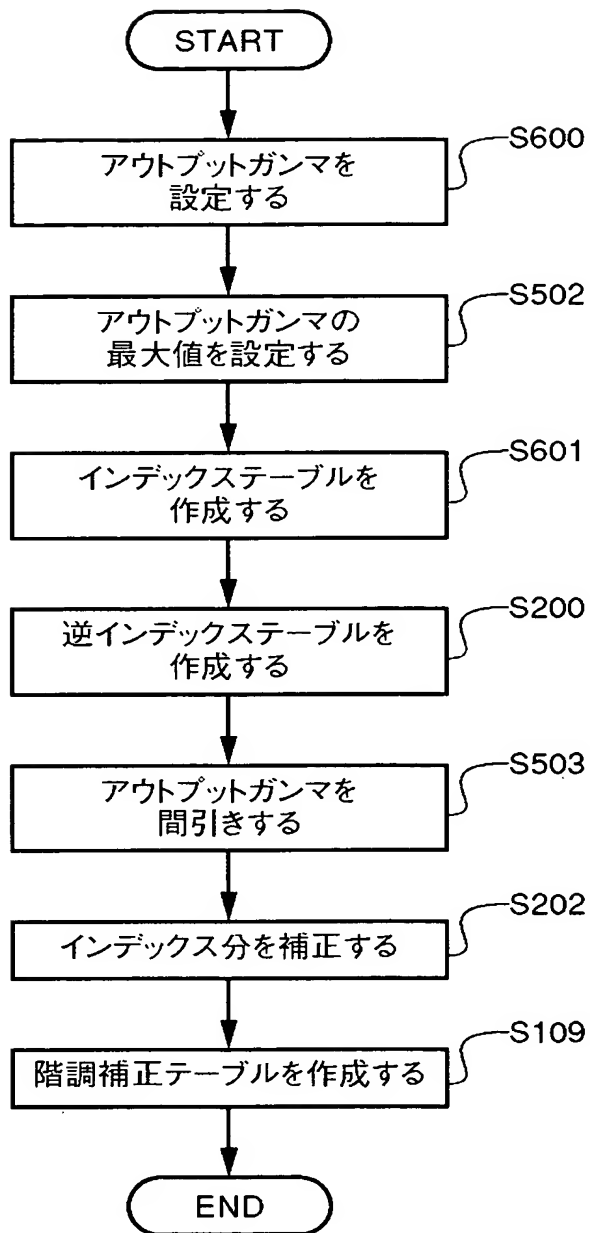 START
アウトプットガンマを
設定する
S600
アウトプットガンマの
最大値を設定する
S502
インデックステーブルを
作成する
S601
逆インデックステーブルを
作成する
S200
アウトプットガンマを
間引きする
S503
インデックス分を補正する
S202
階調補正テーブルを作成する
S109
END